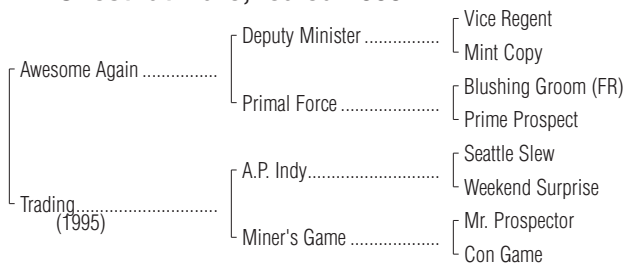 Vice Regent
Deputy Minister ..................
Mint Copy
Awesome Again ..................
Blushing Groom (FR)
Primal Force .......................
Prime Prospect
Seattle Slew
A.P. Indy...............................
Weekend Surprise
Trading..................................
(1995)
Mr. Prospector
Miner's Game .....................
Con Game